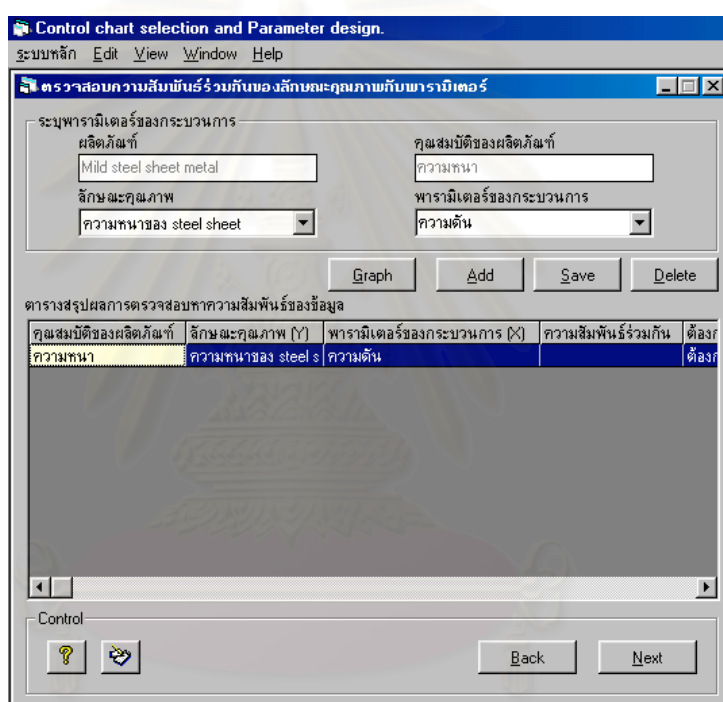 Control chart selection and Parameter design.
ระบบหลัก Edit View Window Help
ตรวจสอบความสัมพันธ์ร่วมกันของลักษณะคุณภาพกับพารามิเตอร์
ระบุพารามิเตอร์ของกระบวนการ
ผลิตภัณฑ์ คุณสมบัติของผลิตภัณฑ์
Mild steel sheet metal ความหนา
ลักษณะคุณภาพ พารามิเตอร์ของกระบวนการ
ความหนาของ steel sheet ความดัน
Graph Add Save Delete
ตารางสรุปผลการตรวจสอบหาความสัมพันธ์ของข้อมูล
คุณสมบัติของผลิตภัณฑ์ ลักษณะคุณภาพ (Y) พารามิเตอร์ของกระบวนการ (X) ความสัมพันธ์ร่วมกัน ต้องก
ความหนา ความหนาของ steel s ความดัน ต้องก
Control
Back Next